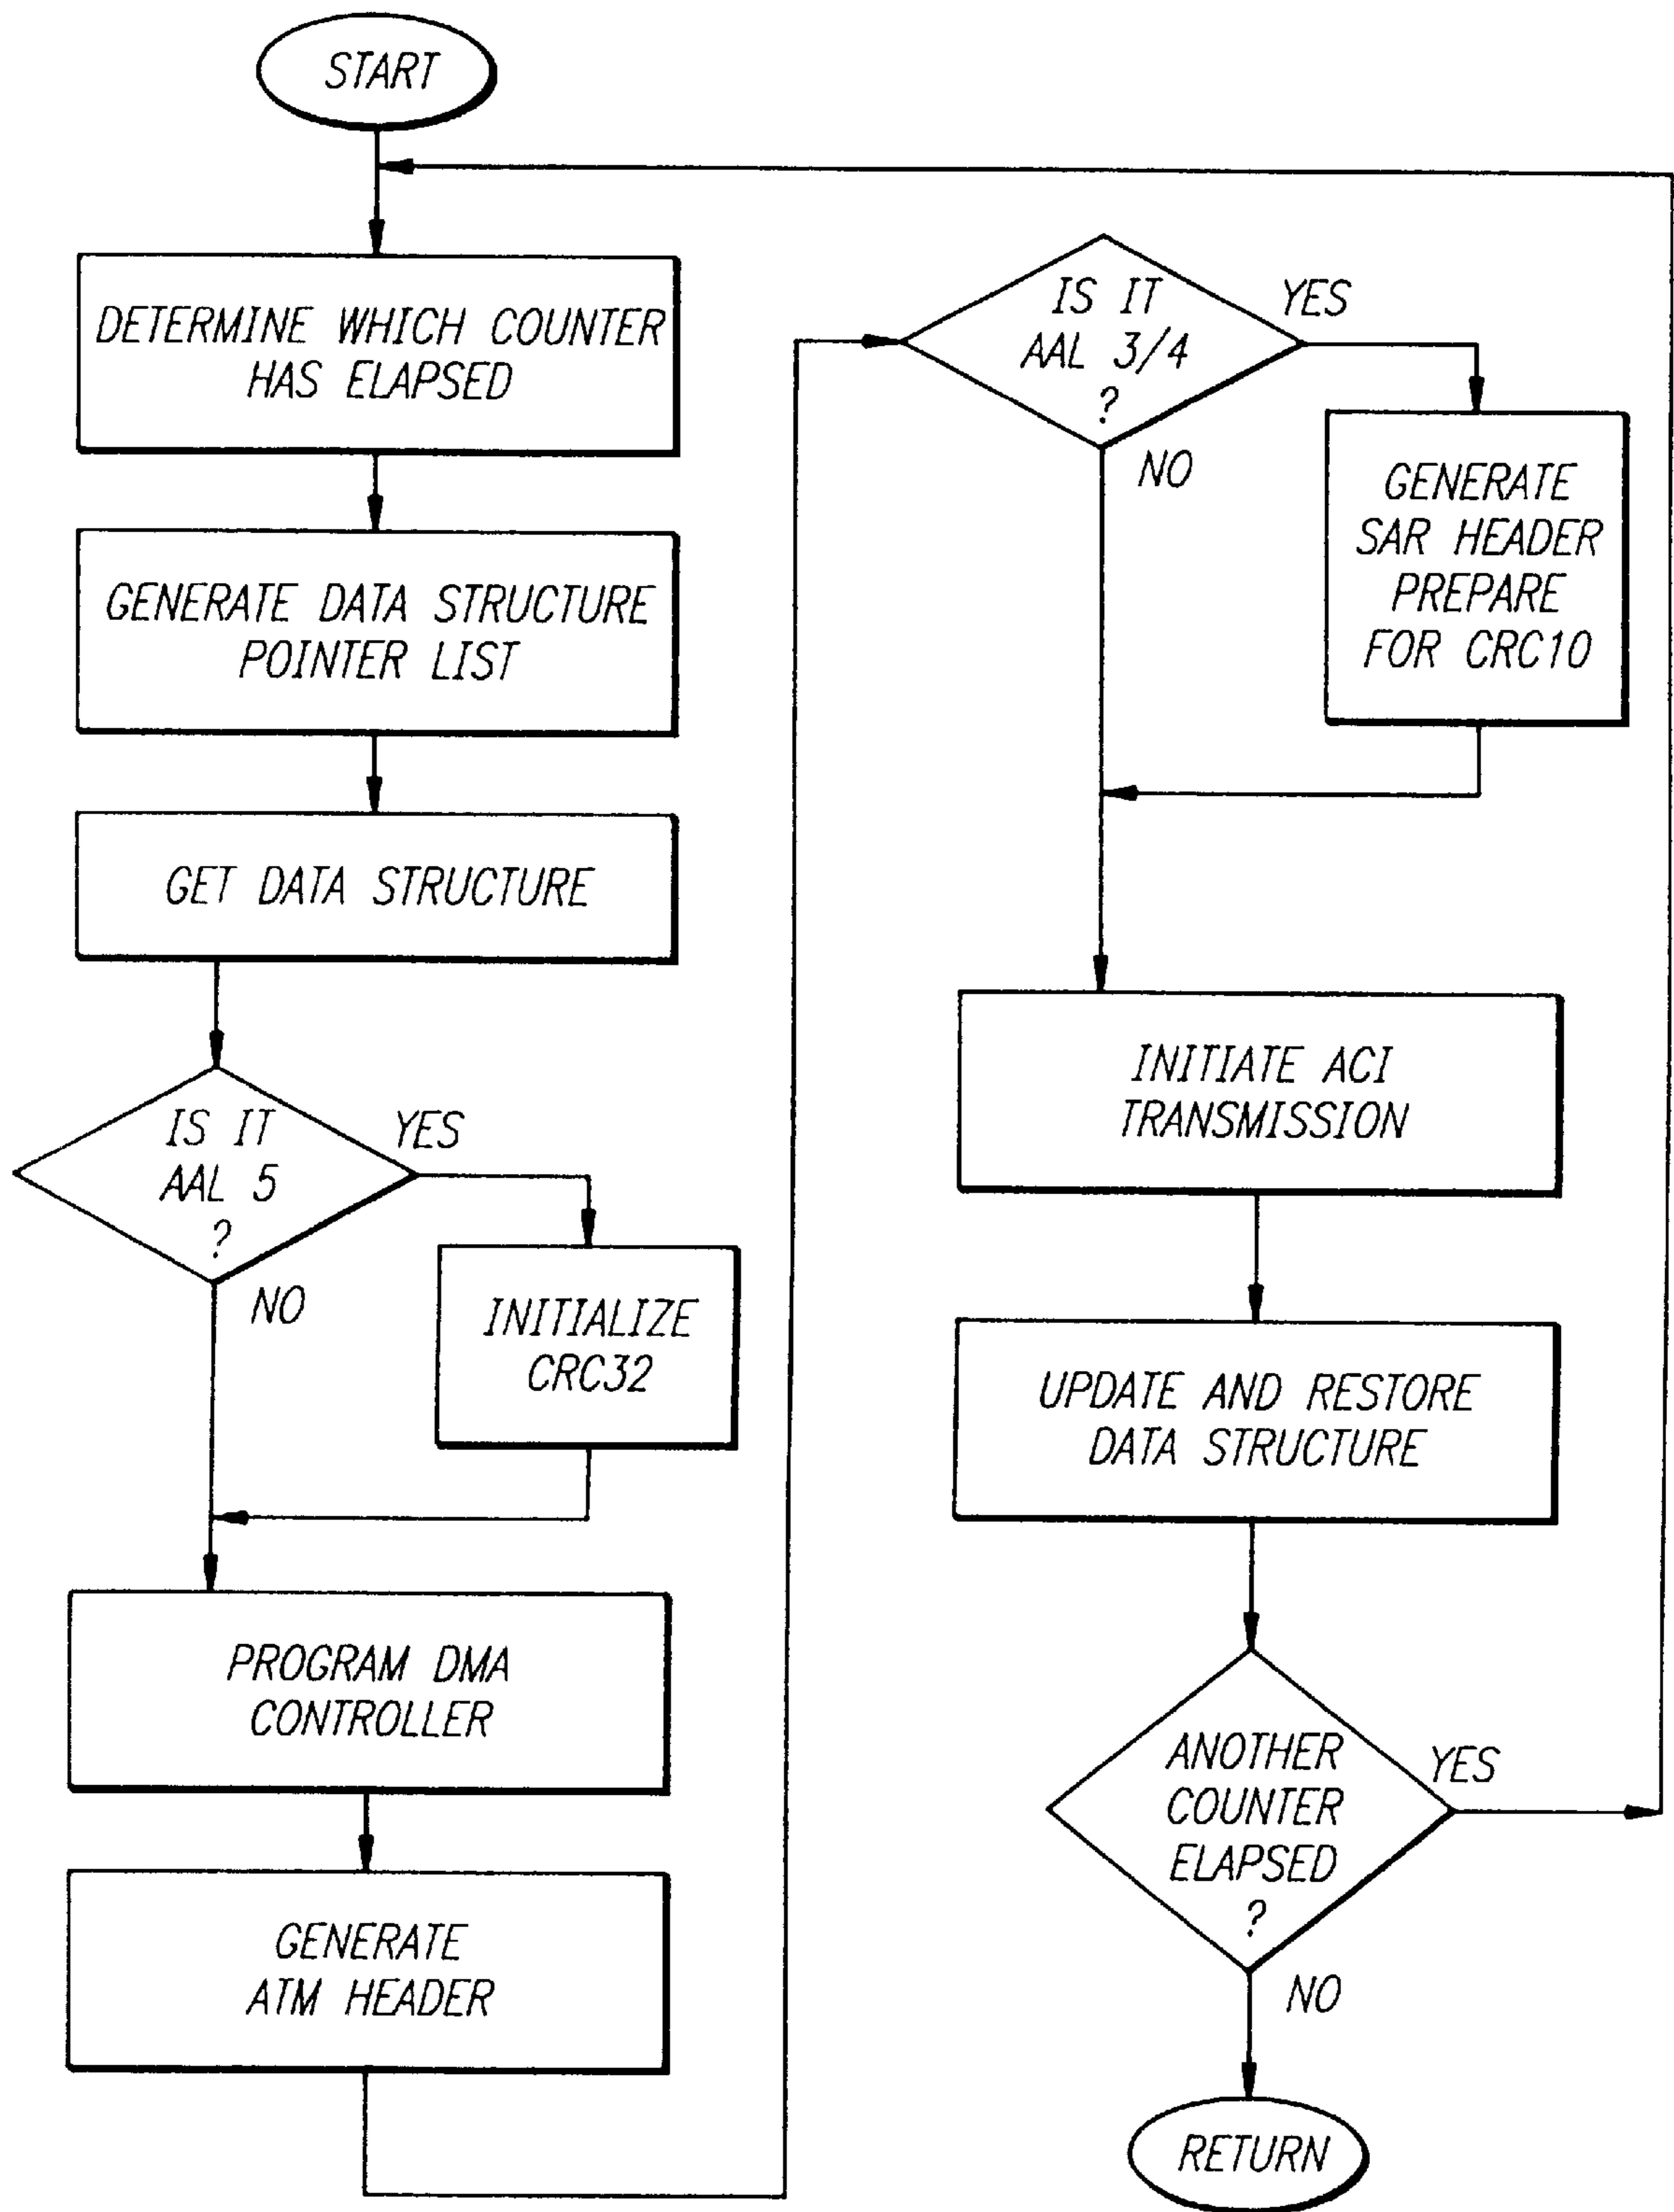 START
DETERMINE WHICH COUNTER
HAS ELAPSED
GENERATE DATA STRUCTURE
POINTER LIST
GET DATA STRUCTURE
IS IT
AAL 5
?
YES
NO
INITIALIZE
CRC32
PROGRAM DMA
CONTROLLER
GENERATE
ATM HEADER
IS IT
AAL 3/4
?
YES
NO
GENERATE
SAR HEADER
PREPARE
FOR CRC10
INITIATE ACI
TRANSMISSION
UPDATE AND RESTORE
DATA STRUCTURE
ANOTHER
COUNTER
ELAPSED
?
YES
NO
RETURN